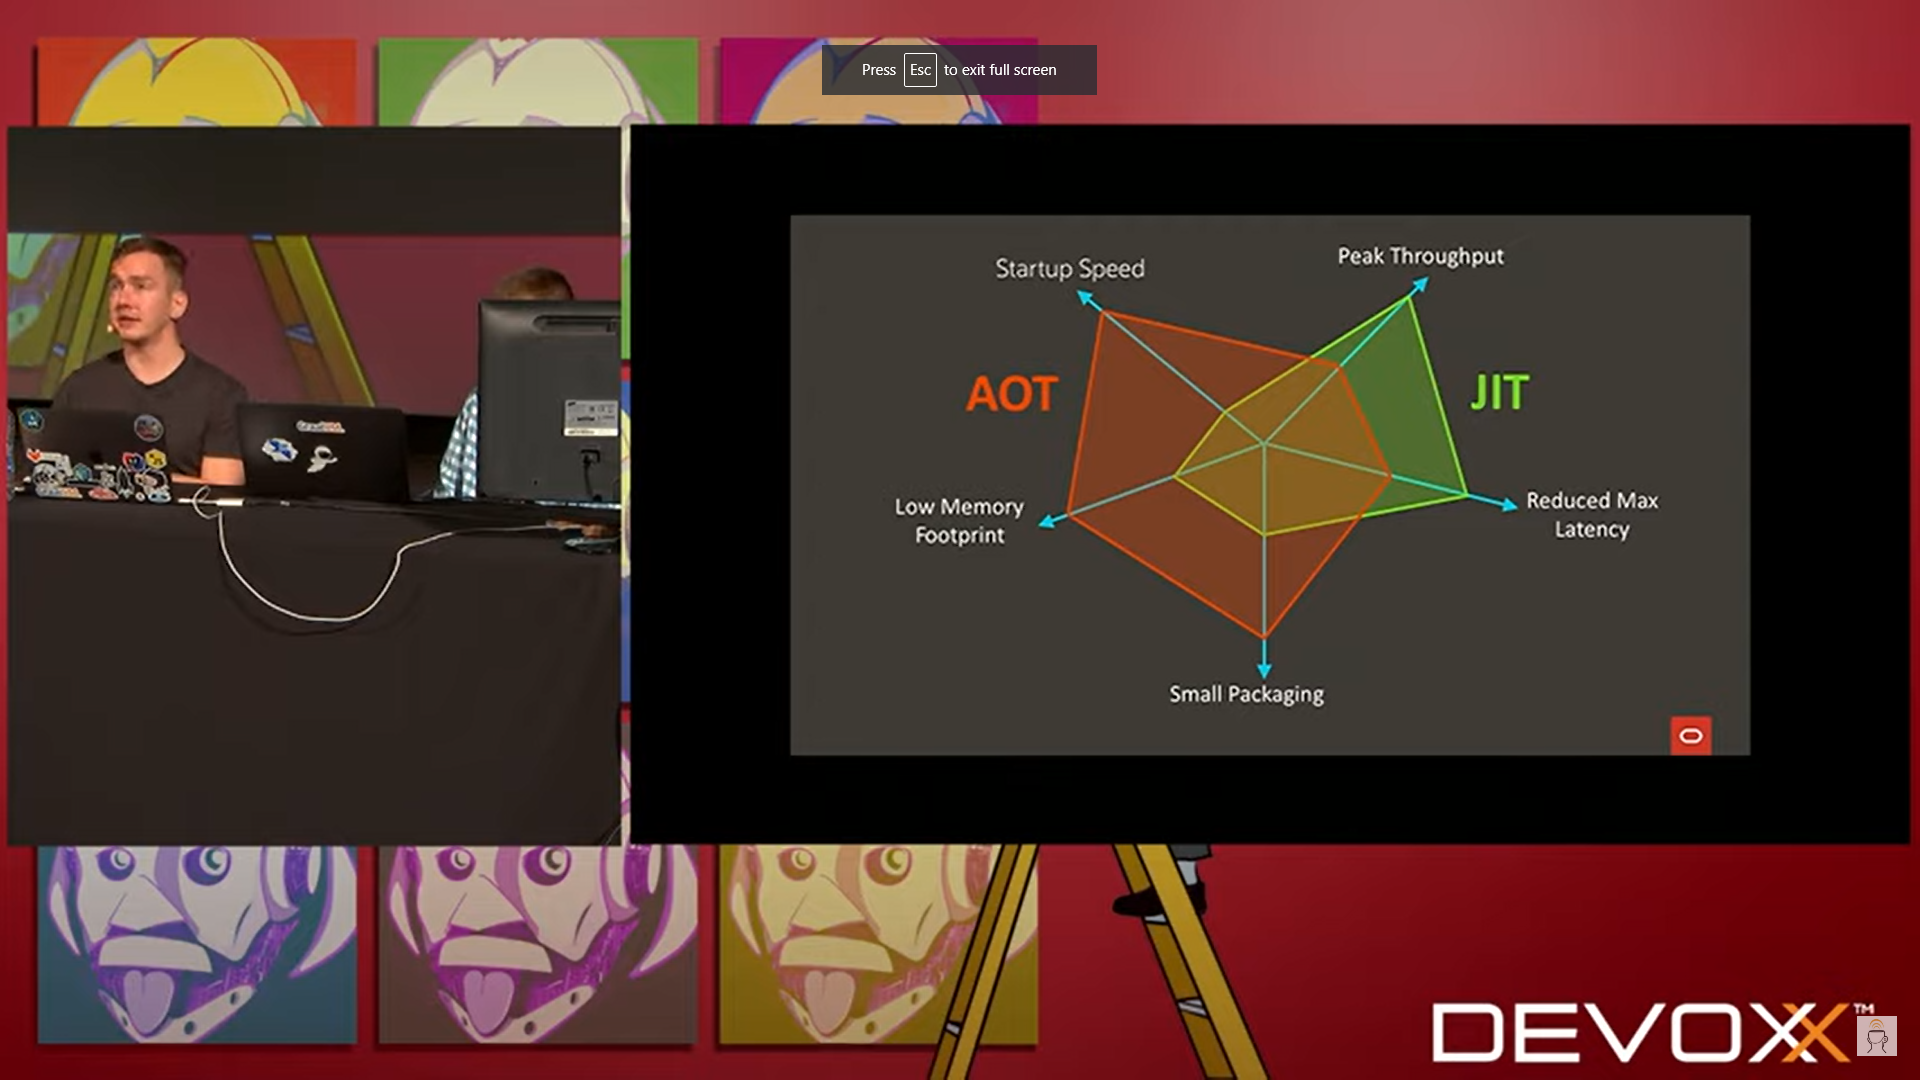 Press Esc to exit full screen
Startup Speed
Peak Throughput
AOT
JIT
Low Memory
Footprint
Reduced Max
Latency
Small Packaging
DEVOXX™